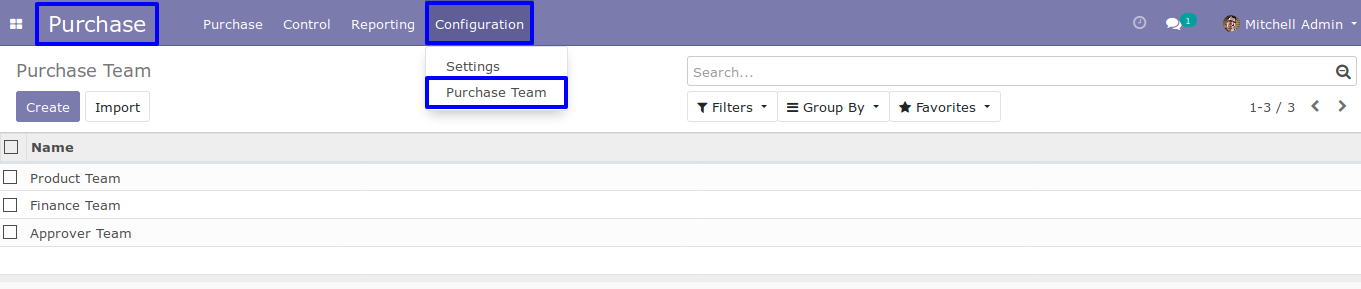 Purchase Purchase Control Reporting Configuration 1 Mitchell Admin
Settings
Purchase Team
Purchase Team
Search...
Create Import
Filters Group By Favorites 1-3 / 3
Name
Product Team
Finance Team
Approver Team